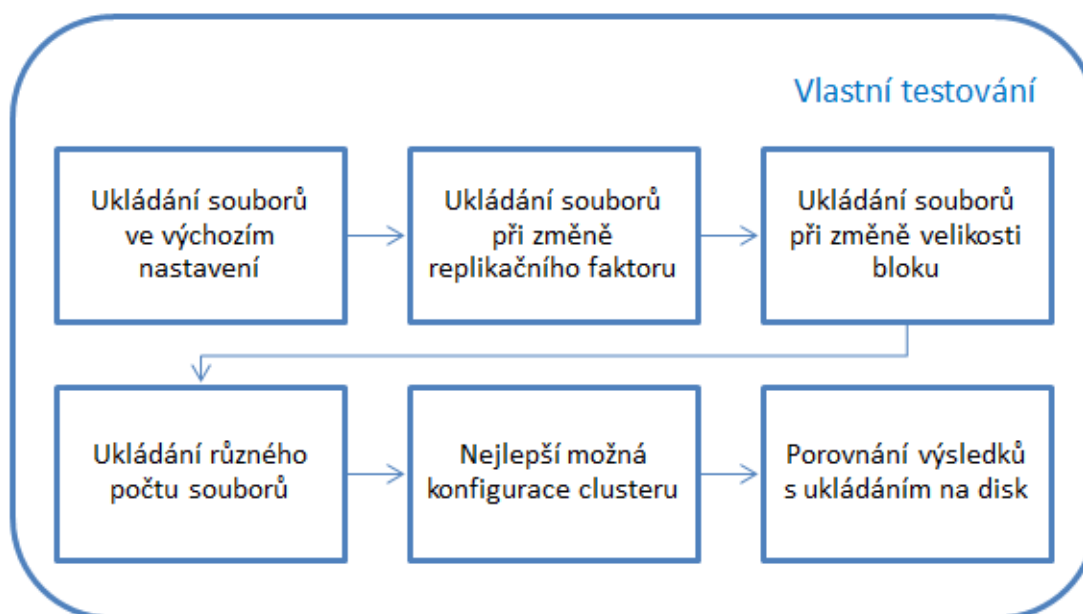 Vlastní testování
Ukládání souborů
ve výchozím
nastavení
Ukládání souborů
při změně
replikačního faktoru
Ukládání souborů
při změně velikosti
bloku
Ukládání různého
počtu souborů
Nejlepší možná
konfigurace clusteru
Porovnání výsledků
s ukládáním na disk